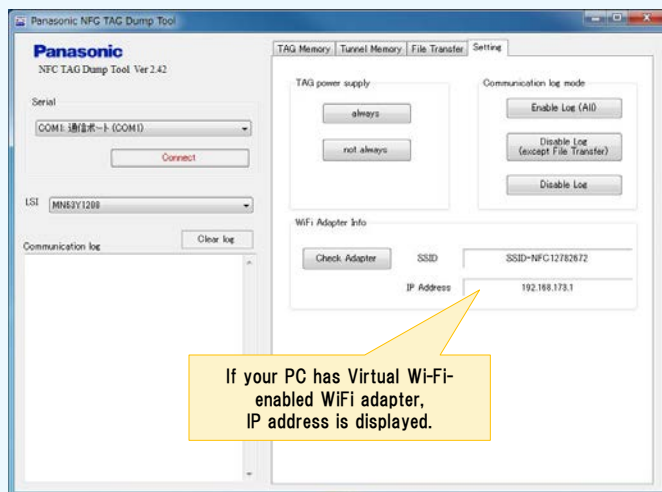 Panasonic NFC TAG Dump Tool
Panasonic
NFC TAG Dump Tool Ver 2.42
Serial
COM1: 通信ポート (COM1)
Connect
LSI
MN63Y1208
Communication log
Clear log
TAG Memory
Tunnel Memory
File Transfer
Setting
TAG power supply
always
not always
Communication log mode
Enable Log (All)
Disable Log
(except File Transfer)
Disable Log
WiFi Adapter Info
Check Adapter
SSID
SSID-NFC12782672
IP Address
192.168.173.1
If your PC has Virtual Wi-Fi-
enabled WiFi adapter,
IP address is displayed.